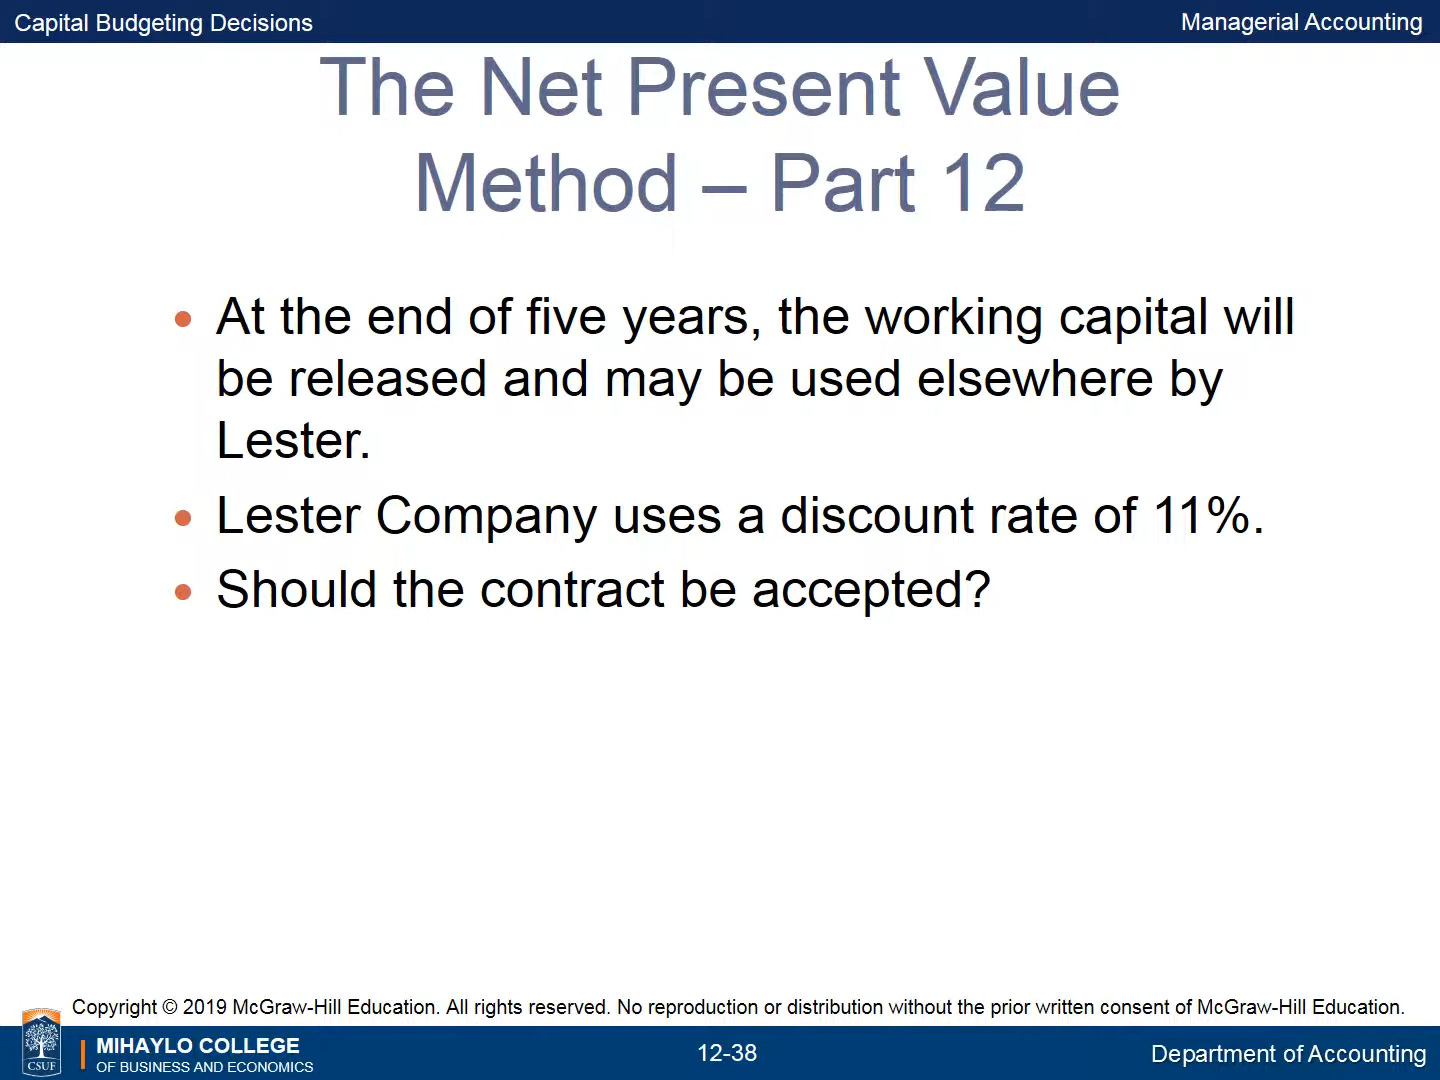 Capital Budgeting Decisions
Managerial Accounting
The Net Present Value
Method – Part 12
• At the end of five years, the working capital will
be released and may be used elsewhere by
Lester.
• Lester Company uses a discount rate of 11%.
• Should the contract be accepted?
Copyright © 2019 McGraw-Hill Education. All rights reserved. No reproduction or distribution without the prior written consent of McGraw-Hill Education.
CSUF
MIHAYLO COLLEGE
OF BUSINESS AND ECONOMICS
12-38
Department of Accounting